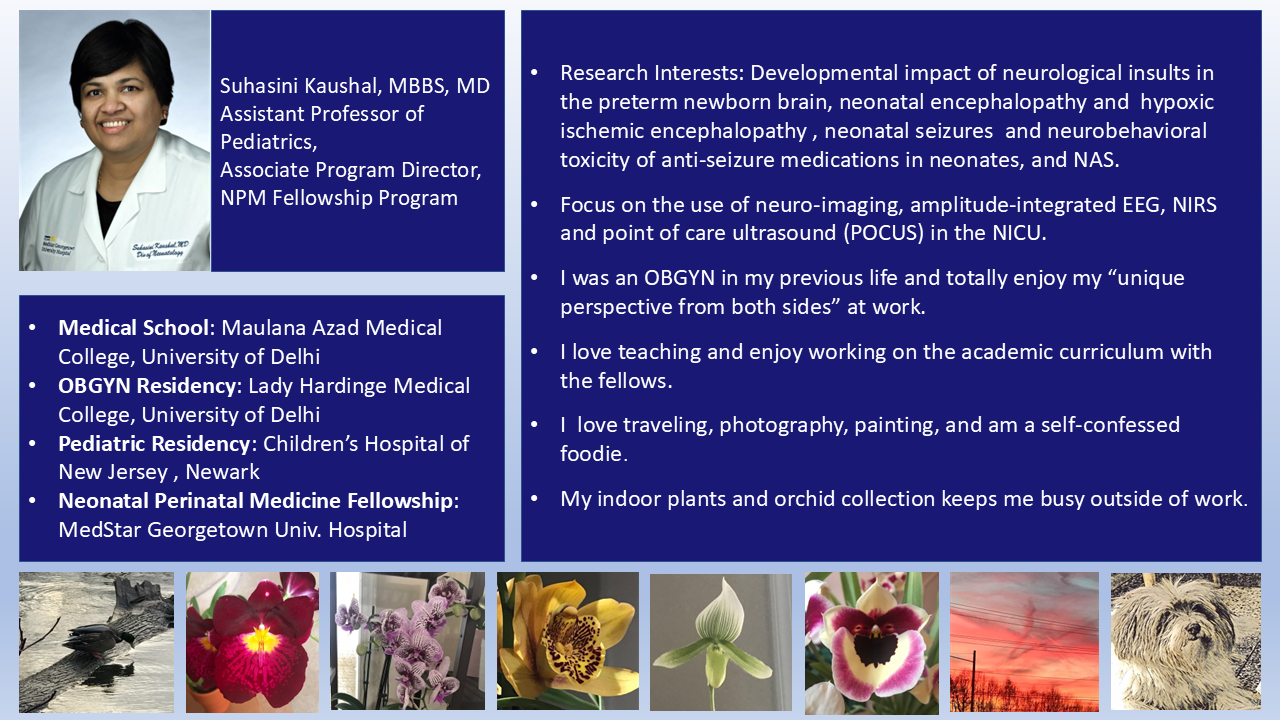 Suhasini Kaushal, MBBS, MD
Assistant Professor of
Pediatrics,
Associate Program Director,
NPM Fellowship Program
MedStar Georgetown
University Hospital
Suhasini Kaushal, MD
Div of Neonatology
• Medical School: Maulana Azad Medical
College, University of Delhi
• OBGYN Residency: Lady Hardinge Medical
College, University of Delhi
• Pediatric Residency: Children’s Hospital of
New Jersey , Newark
• Neonatal Perinatal Medicine Fellowship:
MedStar Georgetown Univ. Hospital
• Research Interests: Developmental impact of neurological insults in
the preterm newborn brain, neonatal encephalopathy and  hypoxic
ischemic encephalopathy , neonatal seizures  and neurobehavioral
toxicity of anti-seizure medications in neonates, and NAS.
• Focus on the use of neuro-imaging, amplitude-integrated EEG, NIRS
and point of care ultrasound (POCUS) in the NICU.
• I was an OBGYN in my previous life and totally enjoy my “unique
perspective from both sides” at work.
• I love teaching and enjoy working on the academic curriculum with
the fellows.
• I  love traveling, photography, painting, and am a self-confessed
foodie.
• My indoor plants and orchid collection keeps me busy outside of work.